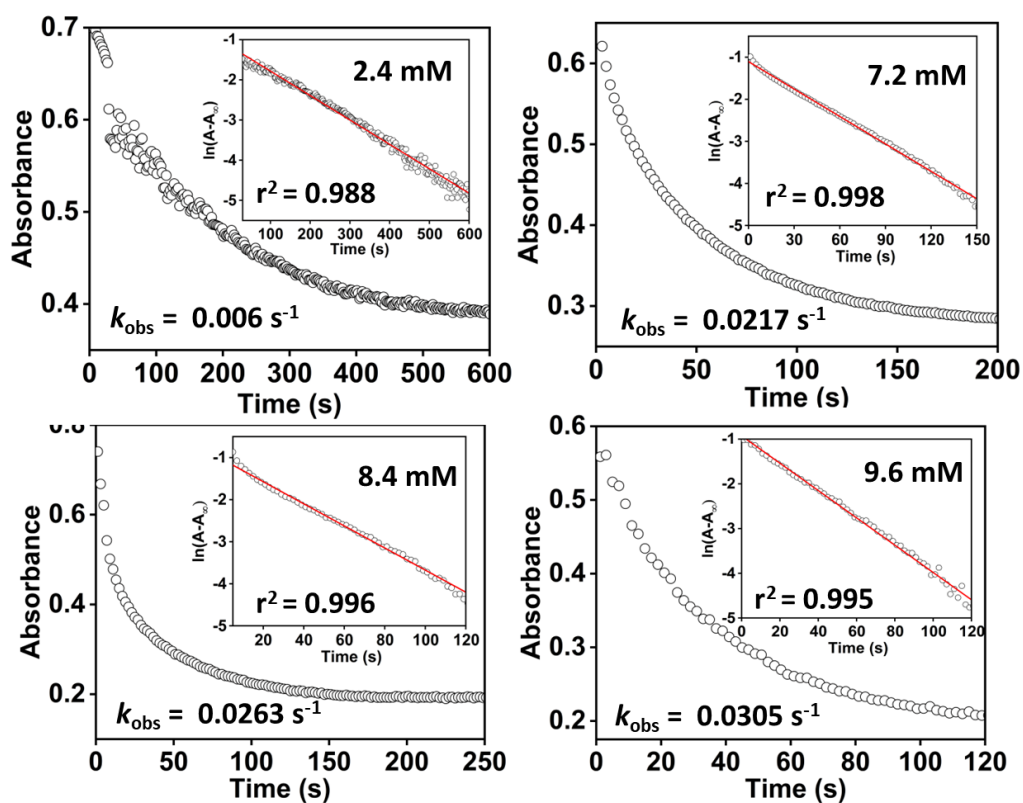 0.7
0.6
0.5
0.4
Absorbance
0 100 200 300 400 500 600
Time (s)
k_obs = 0.006 s⁻¹
-1
-2
-3
-4
-5
ln(A-A∞)
100 200 300 400 500 600
Time (s)
2.4 mM
r² = 0.988
0.6
0.5
0.4
0.3
Absorbance
0 50 100 150 200
Time (s)
k_obs = 0.0217 s⁻¹
-1
-2
-3
-4
-5
ln(A-A∞)
0 30 60 90 120 150
Time (s)
7.2 mM
r² = 0.998
0.8
0.6
0.4
0.2
Absorbance
0 50 100 150 200 250
Time (s)
k_obs = 0.0263 s⁻¹
-1
-2
-3
-4
-5
ln(A-A∞)
20 40 60 80 100 120
Time (s)
8.4 mM
r² = 0.996
0.6
0.5
0.4
0.3
0.2
Absorbance
0 20 40 60 80 100 120
Time (s)
k_obs = 0.0305 s⁻¹
-1
-2
-3
-4
-5
ln(A-A∞)
0 20 40 60 80 100 120
Time (s)
9.6 mM
r² = 0.995